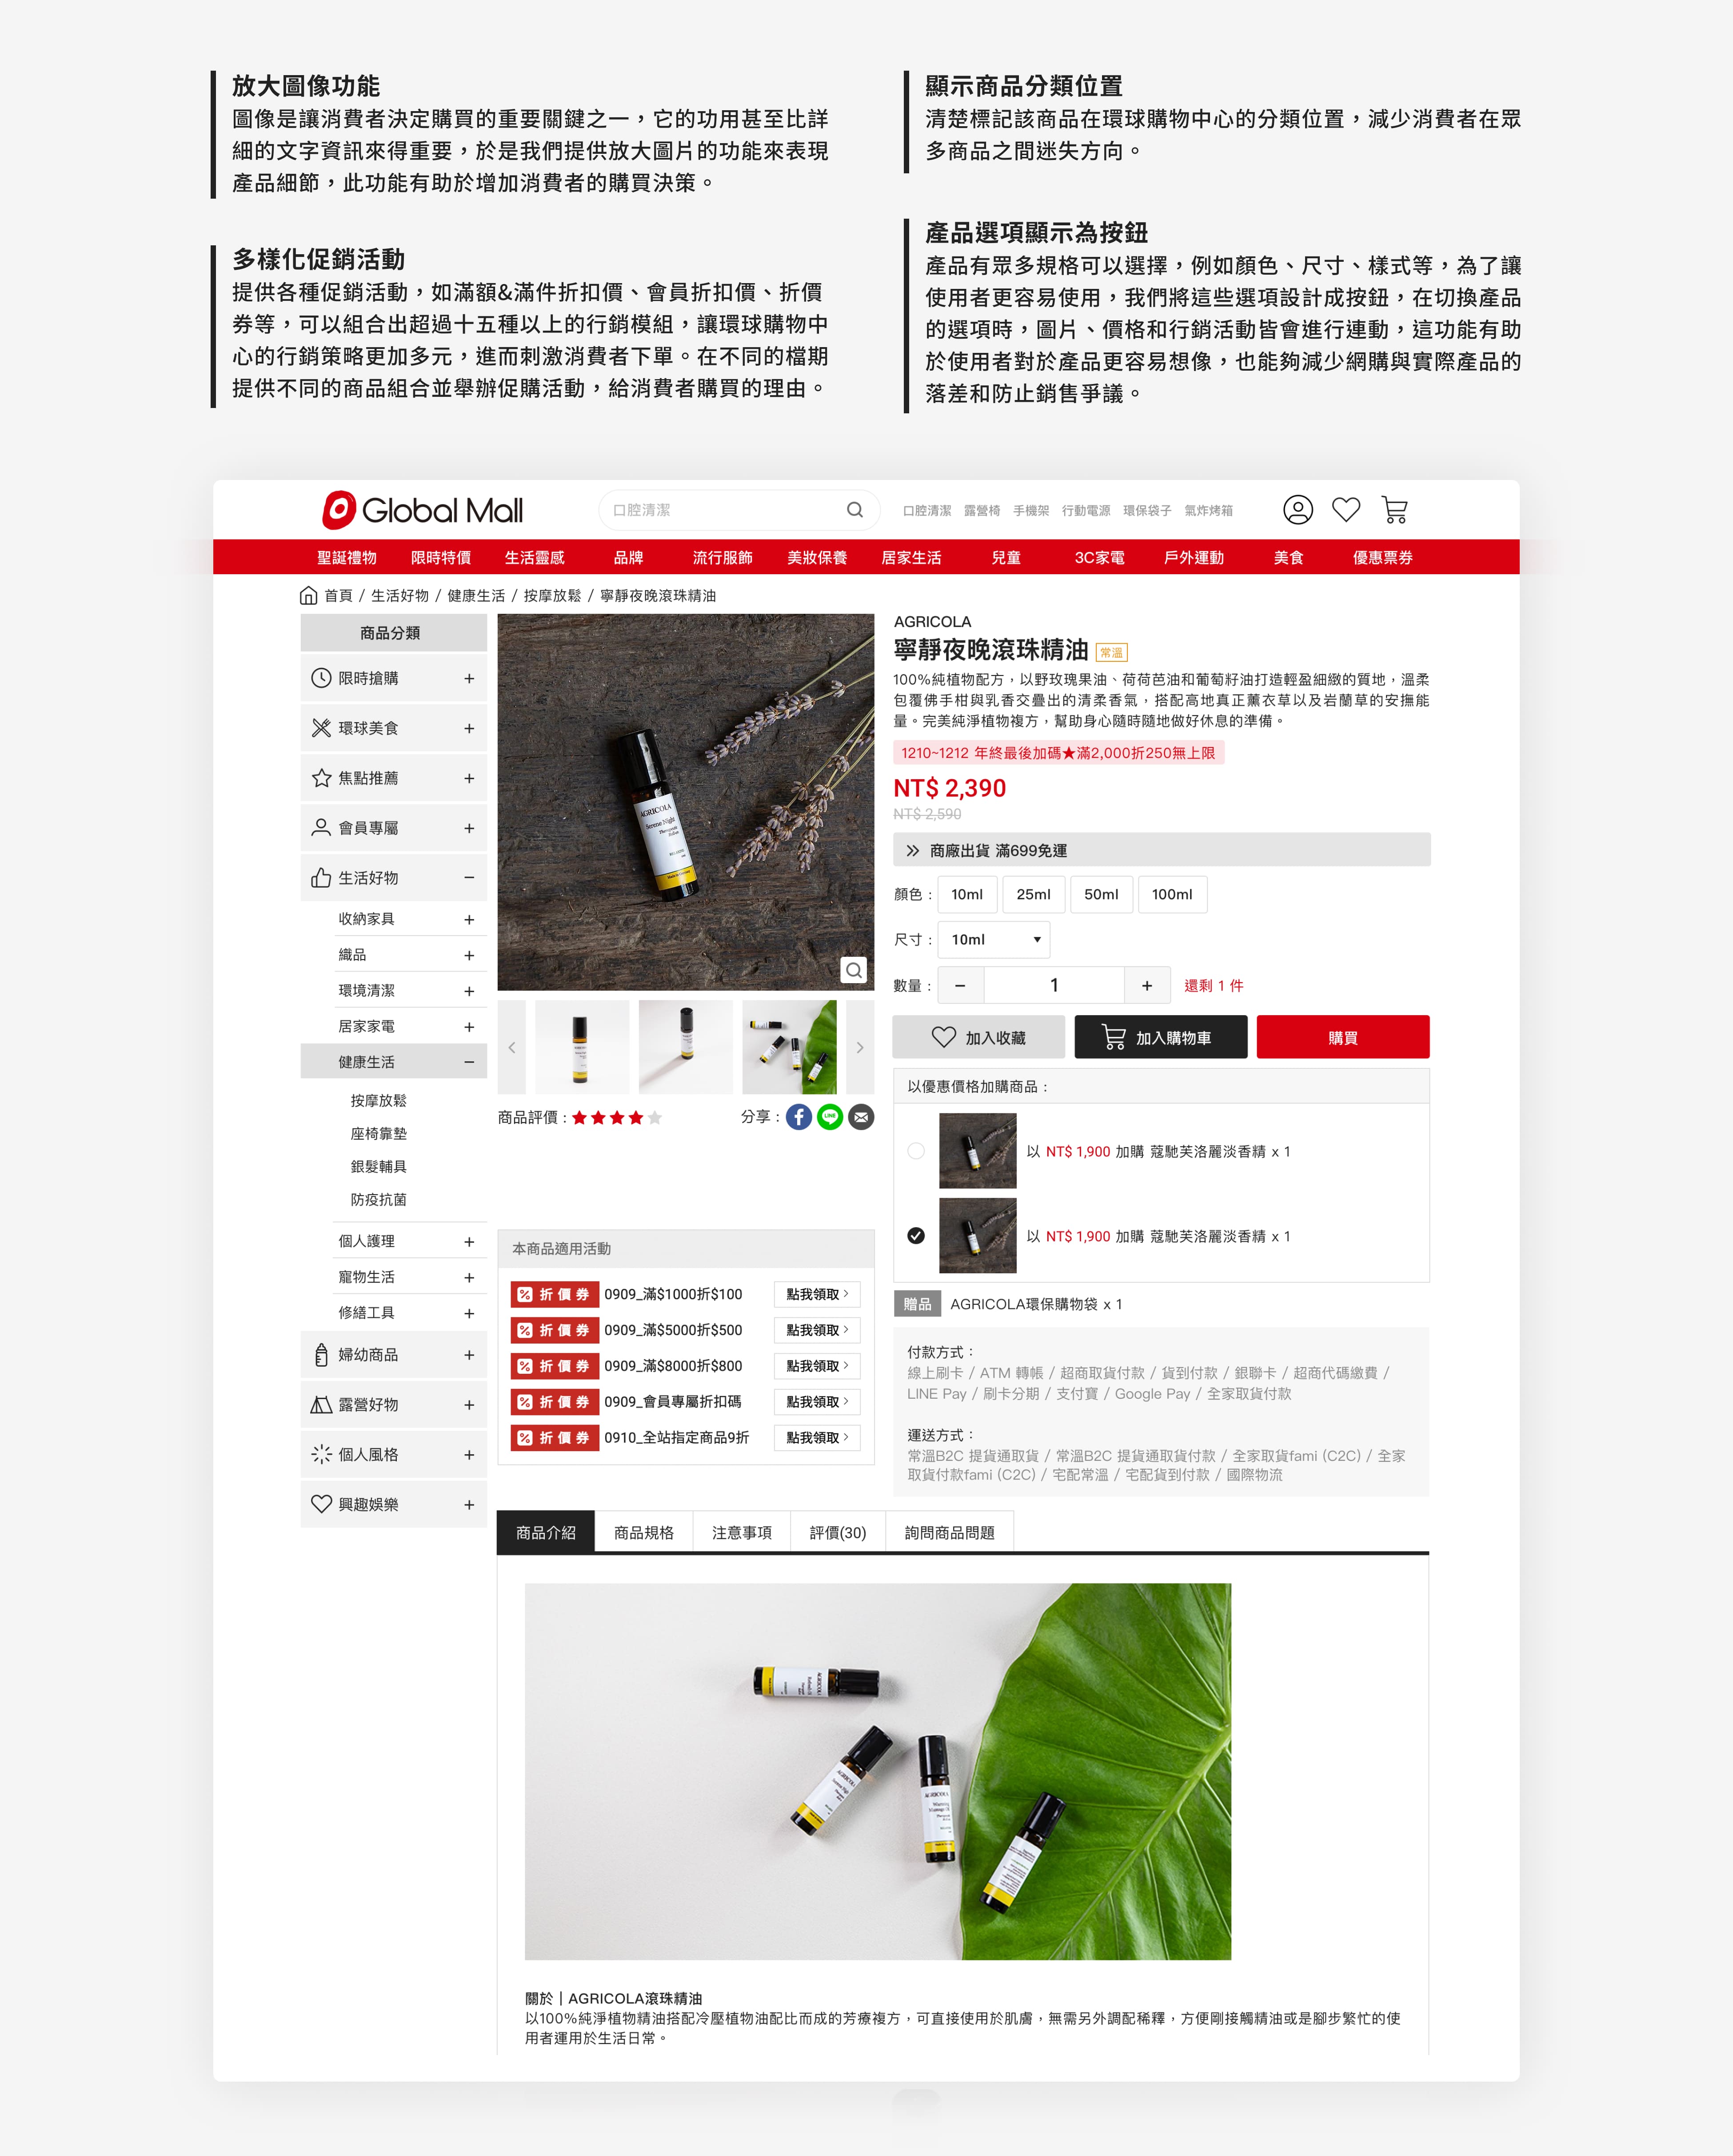 放大圖像功能
圖像是讓消費者決定購買的重要關鍵之一，它的功用甚至比詳
細的文字資訊來得重要，於是我們提供放大圖片的功能來表現
產品細節，此功能有助於增加消費者的購買決策。
多樣化促銷活動
提供各種促銷活動，如滿額&滿件折扣價、會員折扣價、折價
券等，可以組合出超過十五種以上的行銷模組，讓環球購物中
心的行銷策略更加多元，進而刺激消費者下單。在不同的檔期
提供不同的商品組合並舉辦促購活動，給消費者購買的理由。
顯示商品分類位置
清楚標記該商品在環球購物中心的分類位置，減少消費者在眾
多商品之間迷失方向。
產品選項顯示為按鈕
產品有眾多規格可以選擇，例如顏色、尺寸、樣式等，為了讓
使用者更容易使用，我們將這些選項設計成按鈕，在切換產品
的選項時，圖片、價格和行銷活動皆會進行連動，這功能有助
於使用者對於產品更容易想像，也能夠減少網購與實際產品的
落差和防止銷售爭議。
Global Mall
口腔清潔
口腔清潔 露營椅 手機架 行動電源 環保袋子 氣炸烤箱
聖誕禮物 限時特價 生活靈感 品牌 流行服飾 美妝保養 居家生活 兒童 3C家電 戶外運動 美食 優惠票券
首頁 / 生活好物 / 健康生活 / 按摩放鬆 / 寧靜夜晚滾珠精油
商品分類
限時搶購 +
環球美食 +
焦點推薦 +
會員專屬 +
生活好物 −
收納家具 +
織品 +
環境清潔 +
居家家電 +
健康生活 −
按摩放鬆
座椅靠墊
銀髮輔具
防疫抗菌
個人護理 +
寵物生活 +
修繕工具 +
婦幼商品 +
露營好物 +
個人風格 +
興趣娛樂 +
AGRICOLA
Serene Night
商品評價：★★★★★
分享：
LINE
本商品適用活動
折價券 0909_滿$1000折$100 點我領取 >
折價券 0909_滿$5000折$500 點我領取 >
折價券 0909_滿$8000折$800 點我領取 >
折價券 0909_會員專屬折扣碼 點我領取 >
折價券 0910_全站指定商品9折 點我領取 >
AGRICOLA
寧靜夜晚滾珠精油 常溫
100%純植物配方，以野玫瑰果油、荷荷芭油和葡萄籽油打造輕盈細緻的質地，溫柔
包覆佛手柑與乳香交疊出的清柔香氣，搭配高地真正薰衣草以及岩蘭草的安撫能
量。完美純淨植物複方，幫助身心隨時隨地做好休息的準備。
1210~1212 年終最後加碼★滿2,000折250無上限
NT$ 2,390
NT$ 2,590
商廠出貨 滿699免運
顏色： 10ml 25ml 50ml 100ml
尺寸： 10ml
數量： − 1 + 還剩 1 件
加入收藏 加入購物車 購買
以優惠價格加購商品：
以 NT$ 1,900 加購 蔻馳芙洛麗淡香精 x 1
以 NT$ 1,900 加購 蔻馳芙洛麗淡香精 x 1
贈品 AGRICOLA環保購物袋 x 1
付款方式：
線上刷卡 / ATM 轉帳 / 超商取貨付款 / 貨到付款 / 銀聯卡 / 超商代碼繳費 /
LINE Pay / 刷卡分期 / 支付寶 / Google Pay / 全家取貨付款
運送方式：
常溫B2C 提貨通取貨 / 常溫B2C 提貨通取貨付款 / 全家取貨fami (C2C) / 全家
取貨付款fami (C2C) / 宅配常溫 / 宅配貨到付款 / 國際物流
商品介紹 商品規格 注意事項 評價(30) 詢問商品問題
AGRICOLA
AGRICOLA
AGRICOLA
關於｜AGRICOLA滾珠精油
以100%純淨植物精油搭配冷壓植物油配比而成的芳療複方，可直接使用於肌膚，無需另外調配稀釋，方便剛接觸精油或是腳步繁忙的使
用者運用於生活日常。